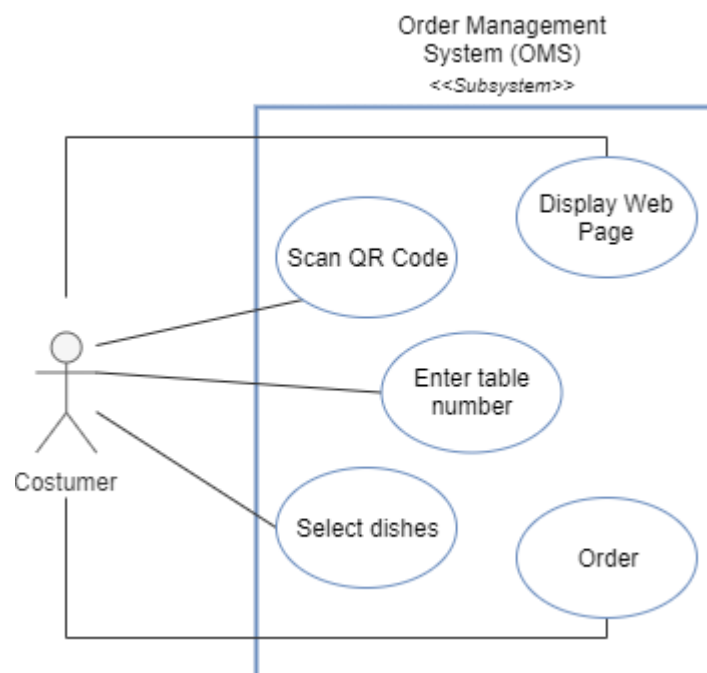 Order Management
System (OMS)
<<Subsystem>>
Display Web
Page
Scan QR Code
Enter table
number
Costumer
Select dishes
Order